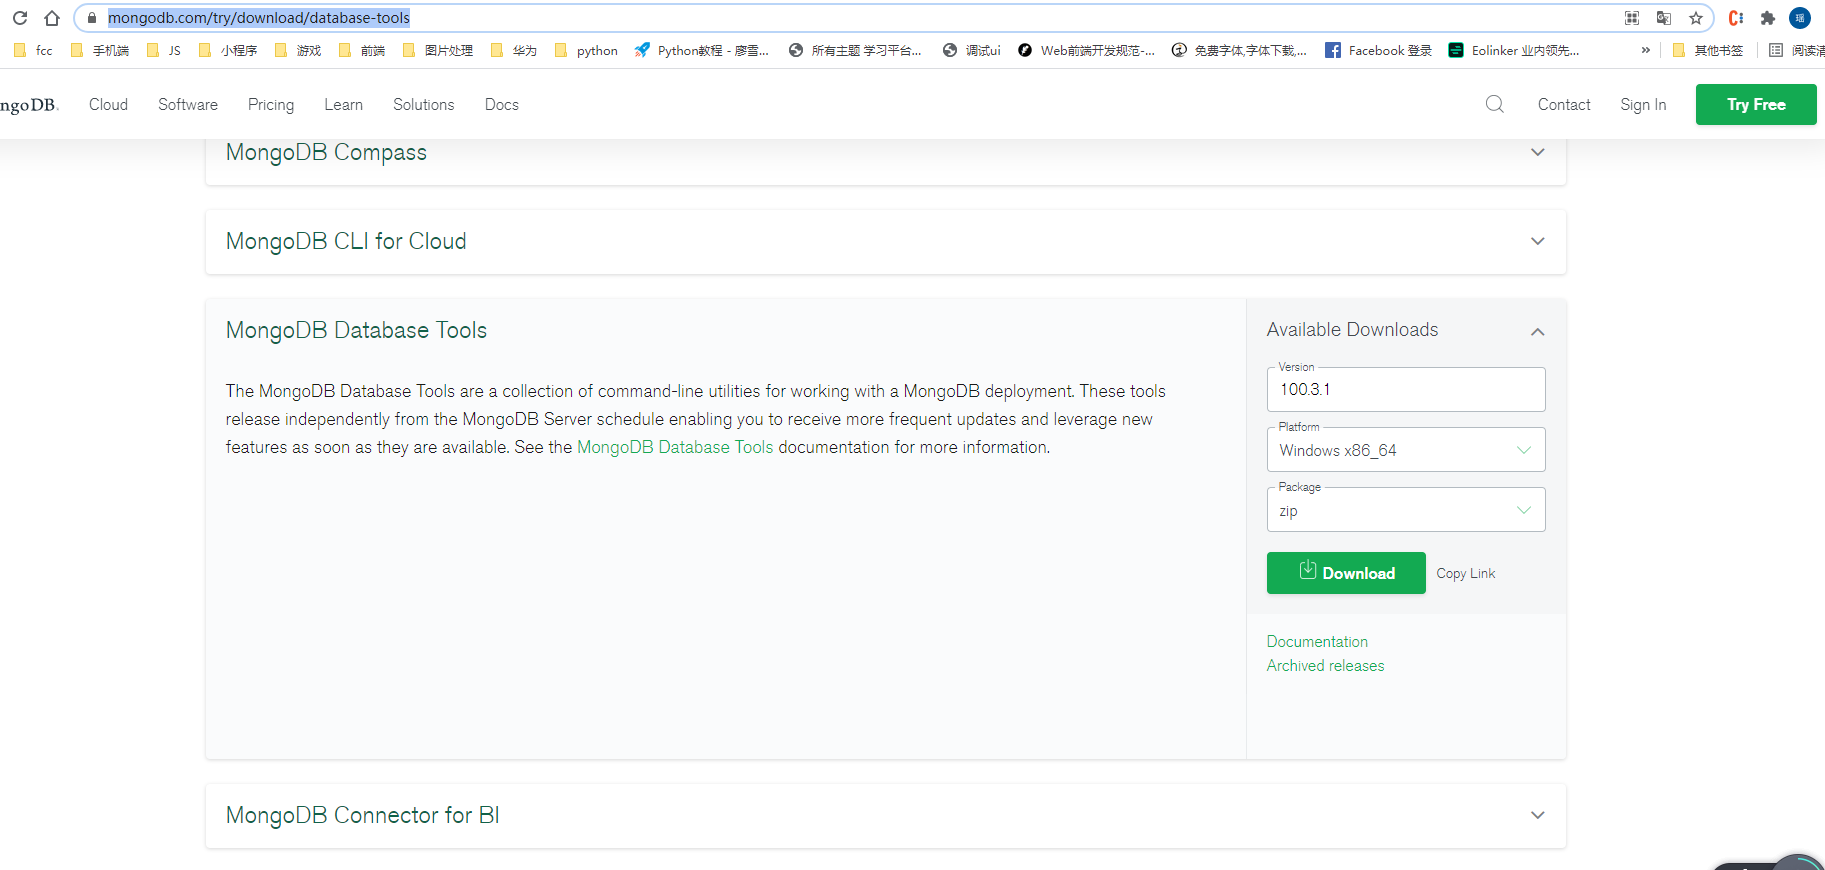 mongodb.com/try/download/database-tools
fcc 手机端 JS 小程序 游戏 前端 图片处理 华为 python Python教程 - 廖雪... 所有主题 学习平台... 调试ui Web前端开发规范-... 免费字体,字体下载,... Facebook 登录 Eolinker 业内领先... » 其他书签 阅读清
ngoDB. Cloud Software Pricing Learn Solutions Docs Contact Sign In Try Free
MongoDB Compass
MongoDB CLI for Cloud
MongoDB Database Tools
The MongoDB Database Tools are a collection of command-line utilities for working with a MongoDB deployment. These tools
release independently from the MongoDB Server schedule enabling you to receive more frequent updates and leverage new
features as soon as they are available. See the MongoDB Database Tools documentation for more information.
Available Downloads
Version
100.3.1
Platform
Windows x86_64
Package
zip
Download Copy Link
Documentation
Archived releases
MongoDB Connector for BI